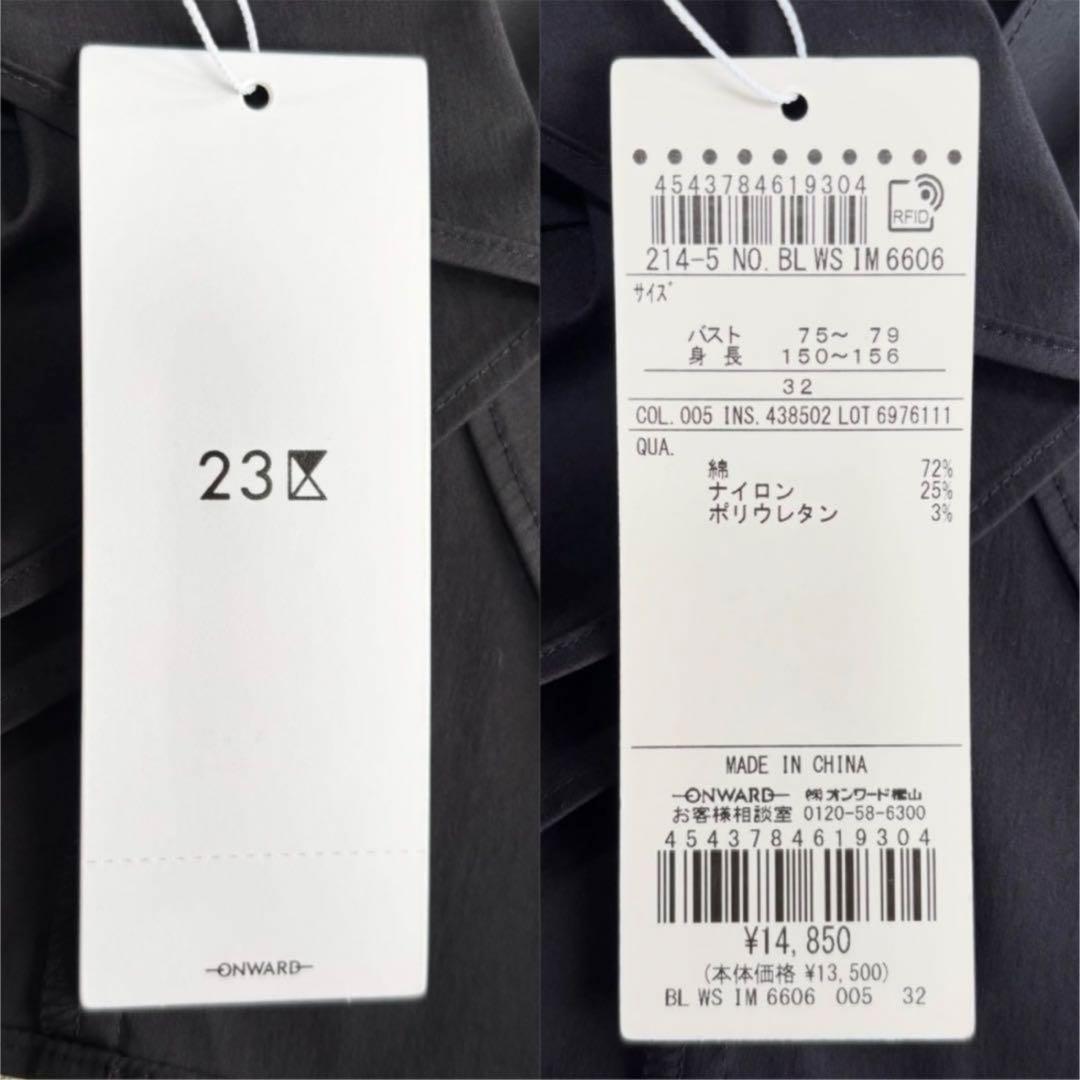 23区
ONWARD
4543784619304
RFID
214-5 NO. BL WS IM 6606
サイズ
バスト 75～ 79
身 長 150～156
32
COL. 005 INS. 438502 LOT 6976111
QUA.
綿 72%
ナイロン 25%
ポリウレタン 3%
MADE IN CHINA
ONWARD ㈱オンワード樫山
お客様相談室 0120-58-6300
4543784619304
¥14,850
(本体価格 ¥13,500)
BL WS IM 6606 005 32